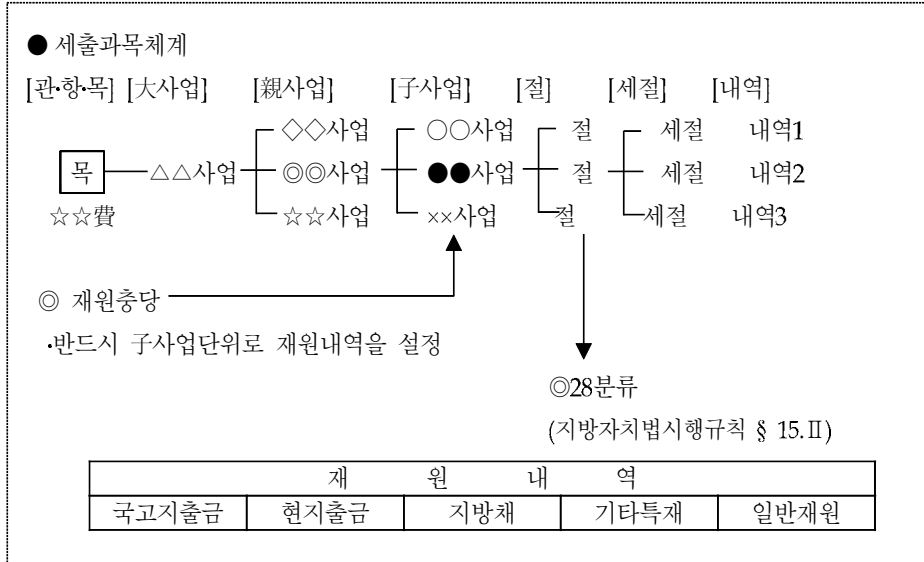 ● 세출과목체계
[관·항·목] [大사업] [親사업] [子사업] [절] [세절] [내역]
◇◇사업 ○○사업 절 세절 내역1
목 △△사업 ◎◎사업 ●●사업 절 세절 내역2
☆☆費 ☆☆사업 ××사업 절 세절 내역3
◎ 재원충당
·반드시 子사업단위로 재원내역을 설정
◎28분류
(지방자치법시행규칙 § 15.Ⅱ)
재 원 내 역
국고지출금 현지출금 지방채 기타특재 일반재원